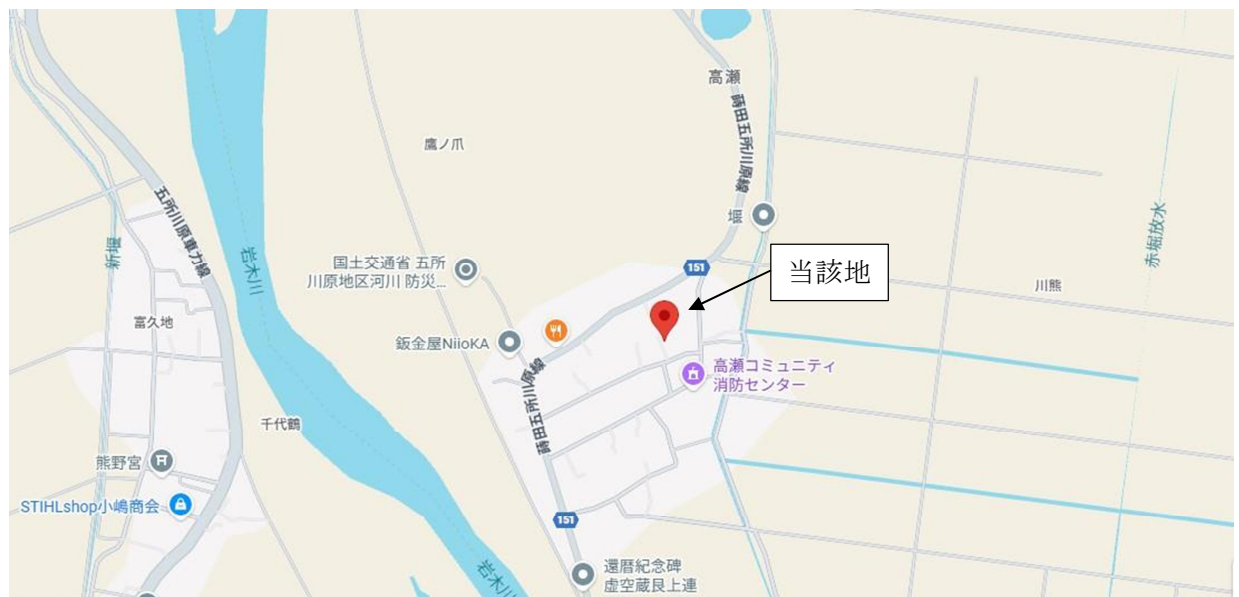 高瀬
蒔田五所川原線
鷹ノ爪
堰
赤堀放水
五所川原車力線
新堰
岩木川
国土交通省 五所
川原地区河川 防災...
151
当該地
川熊
富久地
鈑金屋NiioKA
高瀬コミュニティ
消防センター
蒔田五所川原線
千代鶴
熊野宮
STIHLshop小嶋商会
151
還暦紀念碑
虚空蔵艮上連
岩木川